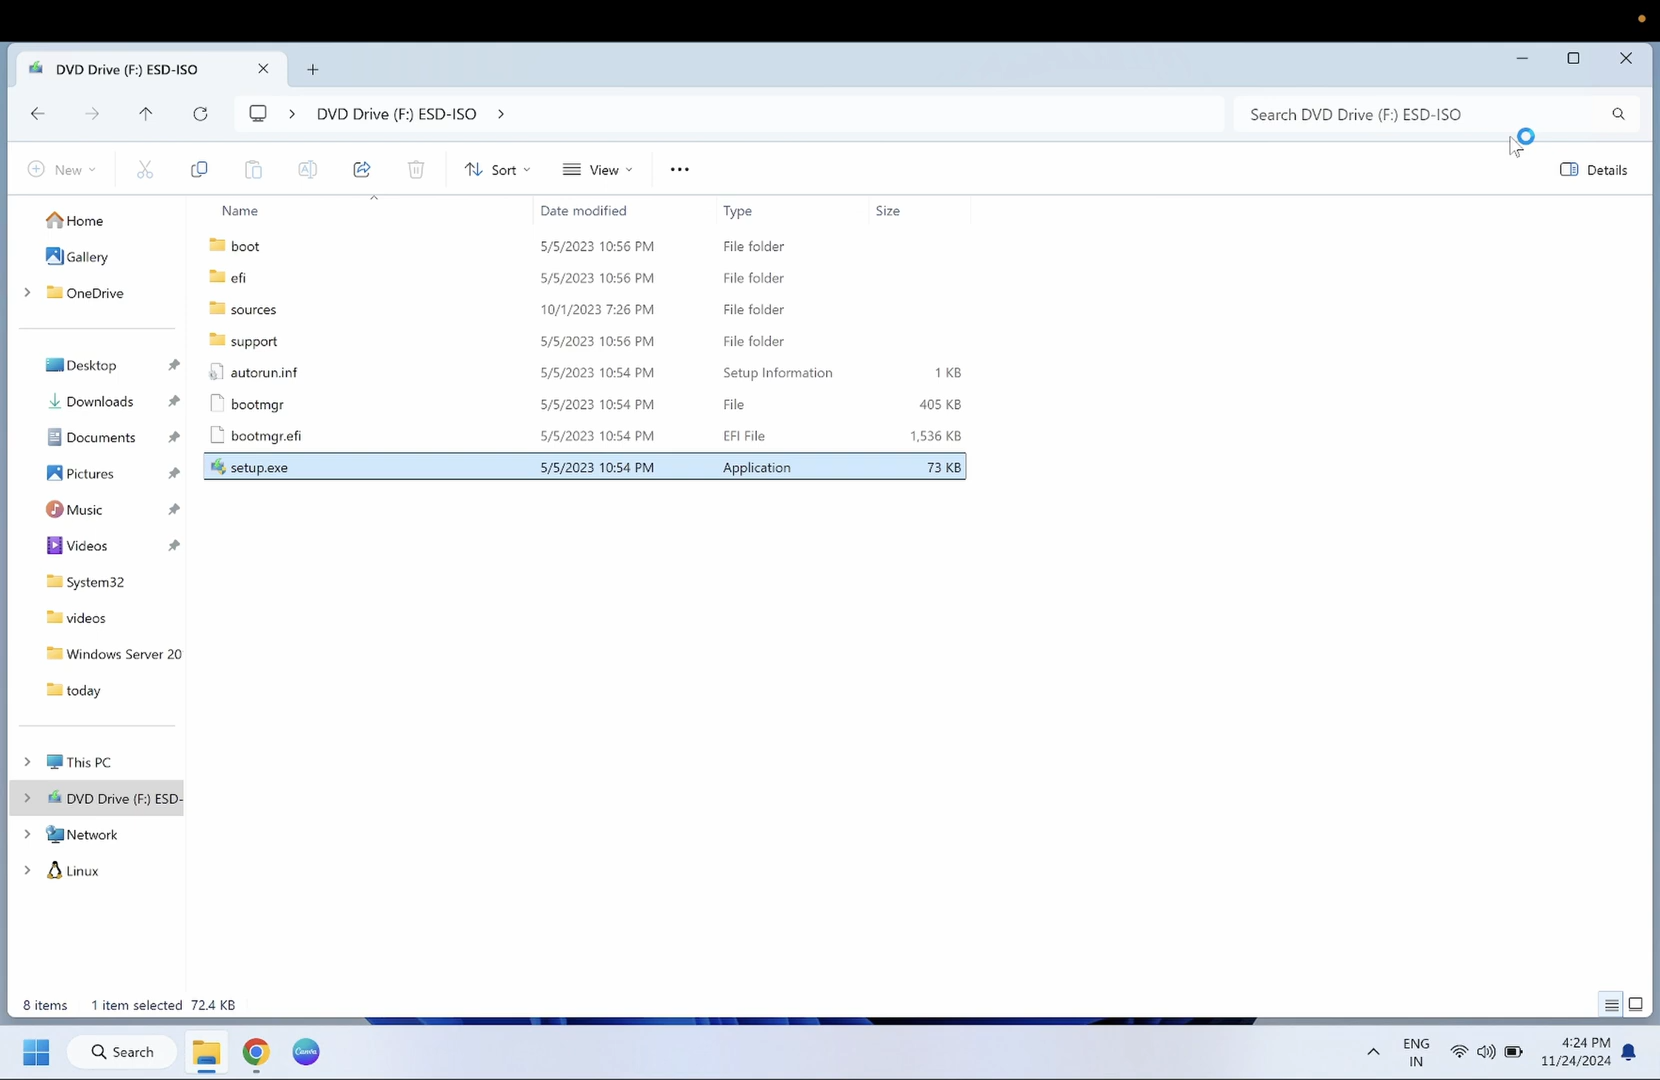 DVD Drive (F:) ESD-ISO
DVD Drive (F:) ESD-ISO
Search DVD Drive (F:) ESD-ISO
New
Sort
View
Details
Name Date modified Type Size
boot 5/5/2023 10:56 PM File folder
efi 5/5/2023 10:56 PM File folder
sources 10/1/2023 7:26 PM File folder
support 5/5/2023 10:56 PM File folder
autorun.inf 5/5/2023 10:54 PM Setup Information 1 KB
bootmgr 5/5/2023 10:54 PM File 405 KB
bootmgr.efi 5/5/2023 10:54 PM EFI File 1,536 KB
setup.exe 5/5/2023 10:54 PM Application 73 KB
Home
Gallery
OneDrive
Desktop
Downloads
Documents
Pictures
Music
Videos
System32
videos
Windows Server 20
today
This PC
DVD Drive (F:) ESD-
Network
Linux
8 items 1 item selected 72.4 KB
Search
Canva
ENG
IN
4:24 PM
11/24/2024